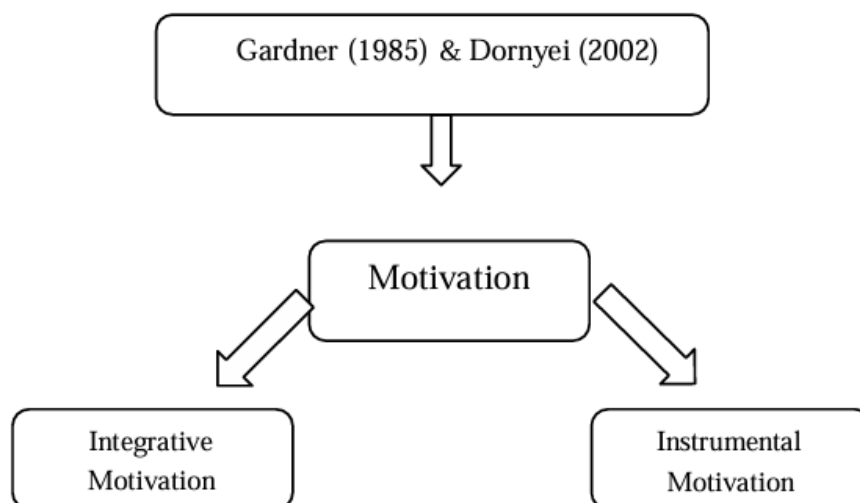 Gardner (1985) & Dornyei (2002)
Motivation
Integrative
Motivation
Instrumental
Motivation